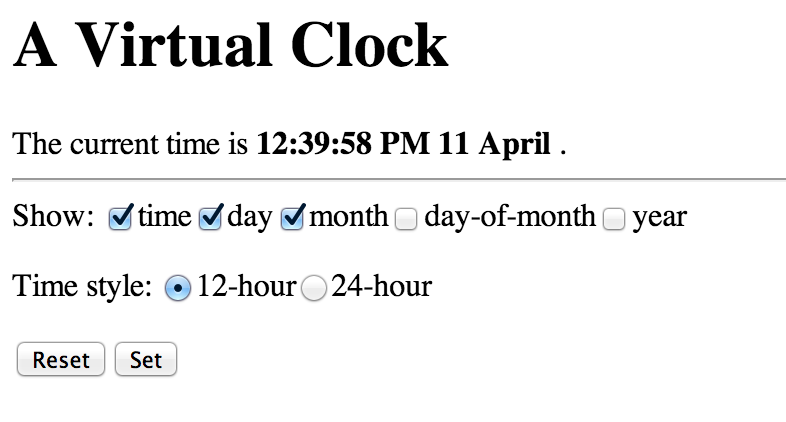 A Virtual Clock
The current time is 12:39:58 PM 11 April .
Show: time day month day-of-month year
Time style: 12-hour 24-hour
Reset Set